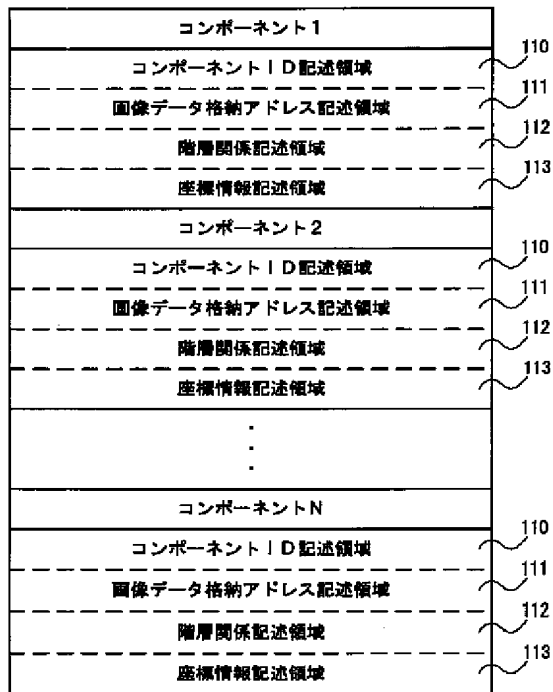 コンポーネント1
コンポーネントID記述領域 110
画像データ格納アドレス記述領域 111
階層関係記述領域 112
座標情報記述領域 113
コンポーネント2
コンポーネントID記述領域 110
画像データ格納アドレス記述領域 111
階層関係記述領域 112
座標情報記述領域 113
コンポーネントN
コンポーネントID記述領域 110
画像データ格納アドレス記述領域 111
階層関係記述領域 112
座標情報記述領域 113